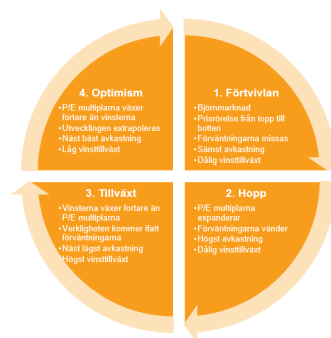 4. Optimism
•P/E multiplarna växer
fortare än vinsterna
•Utvecklingen extrapoleras
•Näst bäst avkastning
•Låg vinsttillväxt
1. Förtvivlan
•Björnmarknad
•Prisrörelse från topp till
botten
•Förväntningarna missas
•Sämst avkastning
•Dålig vinsttillväxt
3. Tillväxt
•Vinsterna växer fortare än
P/E multiplarna
•Verkligheten kommer ifatt
förväntningarna
•Näst lägst avkastning
•Högst vinsttillväxt
2. Hopp
•P/E multiplarna
expanderar
•Förväntningarna vänder
•Högst avkastning
•Dålig vinsttillväxt